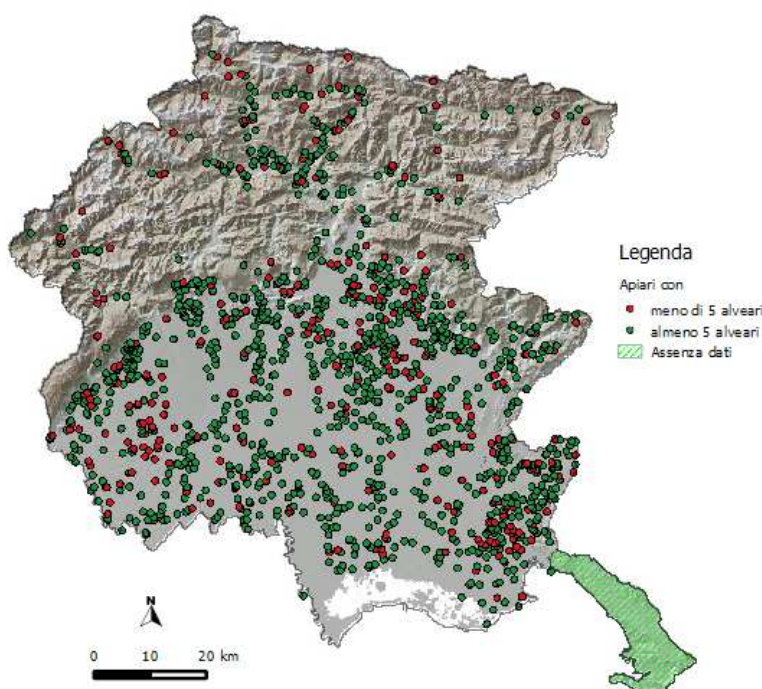 Legenda
Apiari con
meno di 5 alveari
almeno 5 alveari
Assenza dati
N
0 10 20 km